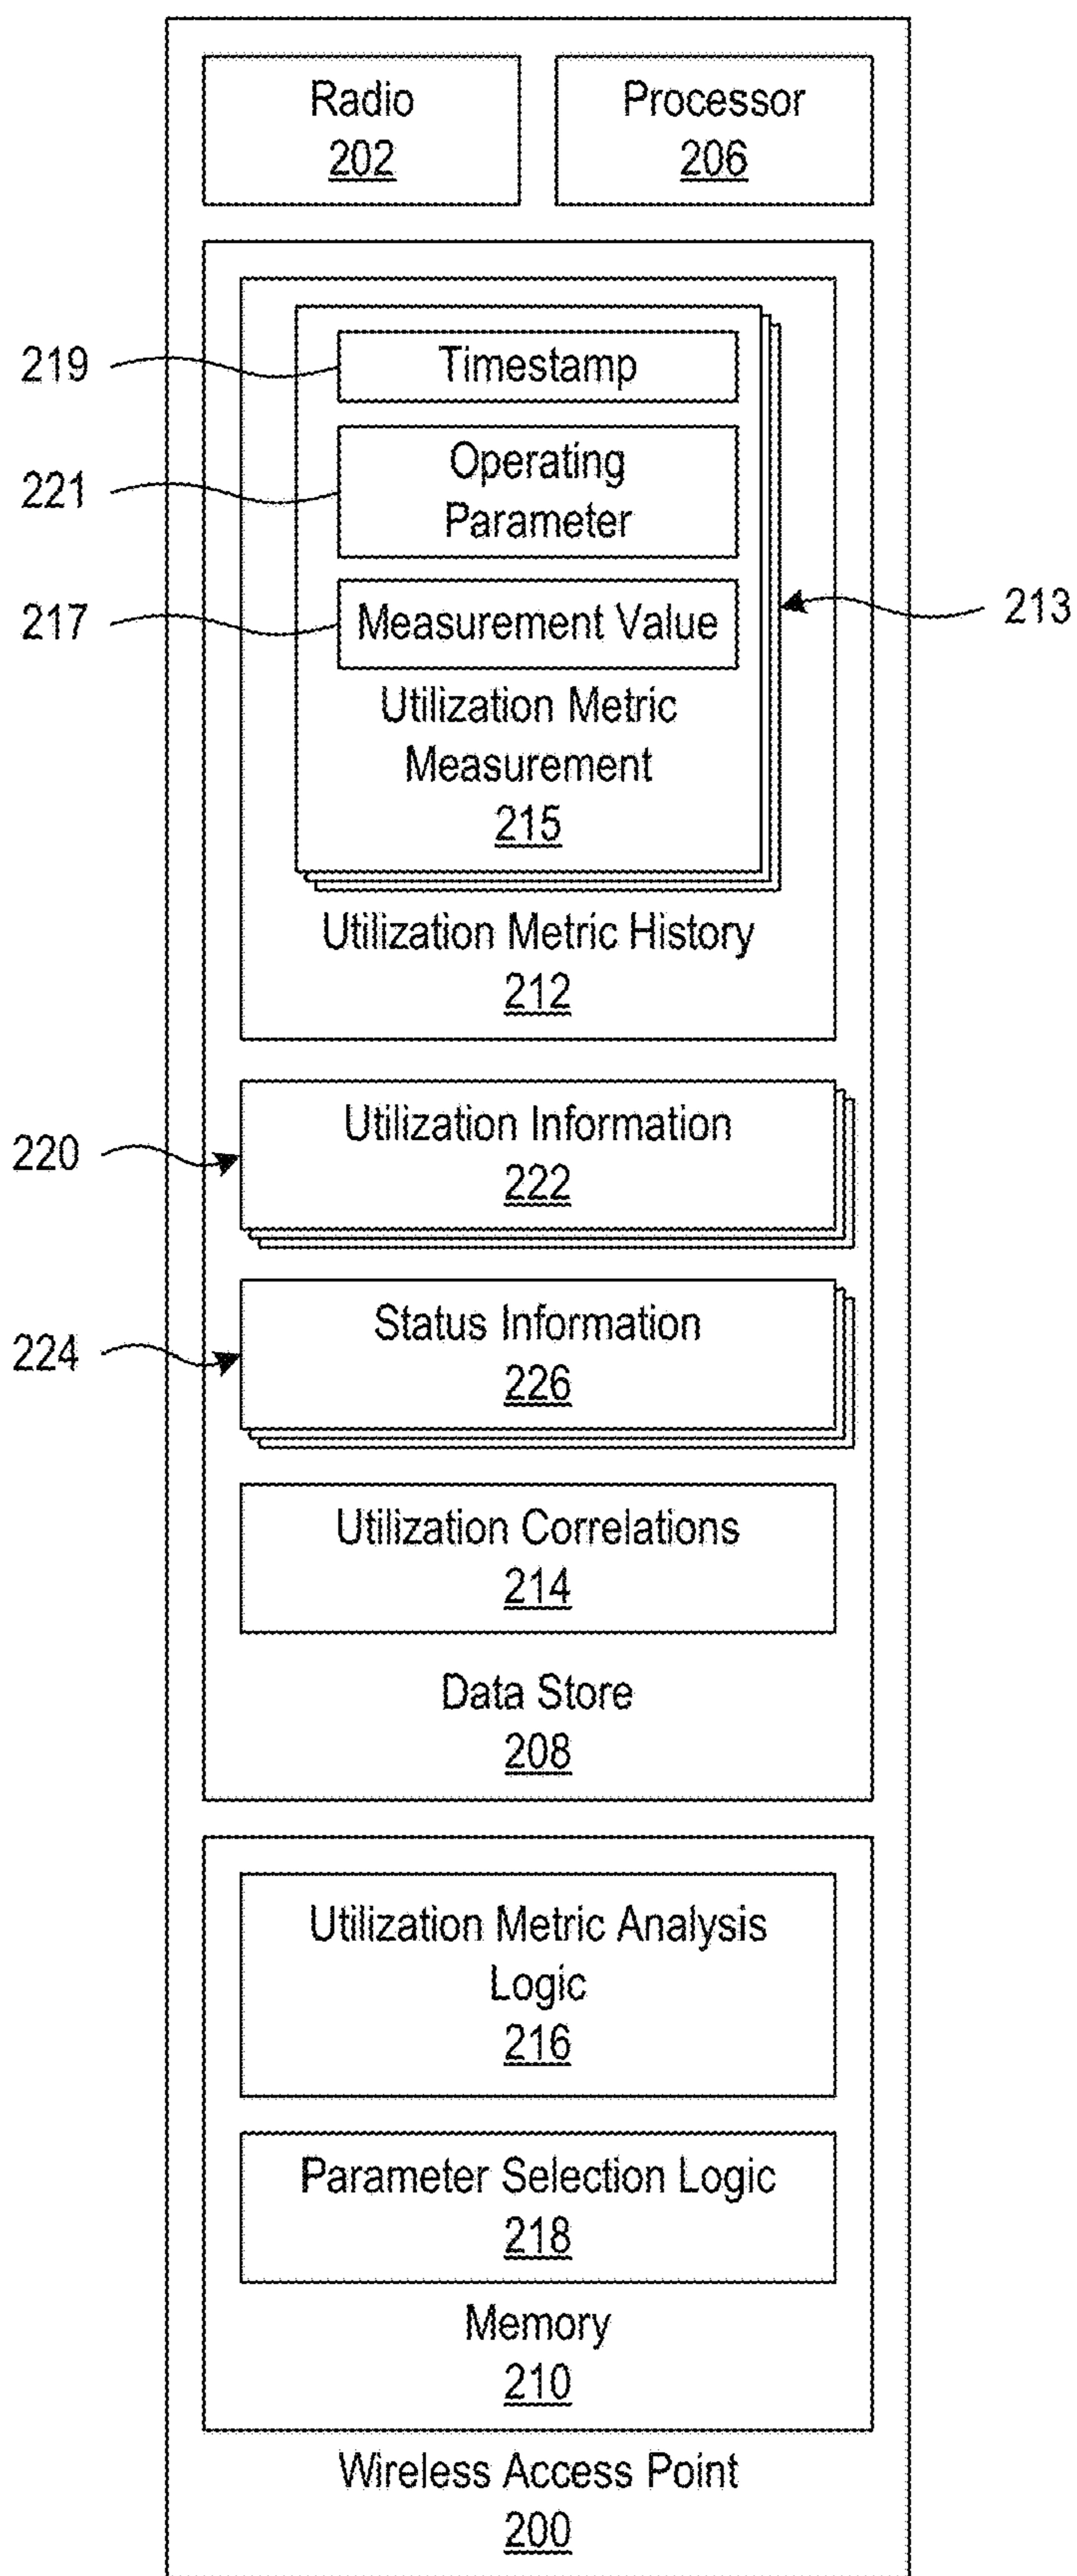 Radio
202
Processor
206
219
Timestamp
221
Operating
Parameter
217
Measurement Value
213
Utilization Metric
Measurement
215
Utilization Metric History
212
220
Utilization Information
222
224
Status Information
226
Utilization Correlations
214
Data Store
208
Utilization Metric Analysis
Logic
216
Parameter Selection Logic
218
Memory
210
Wireless Access Point
200